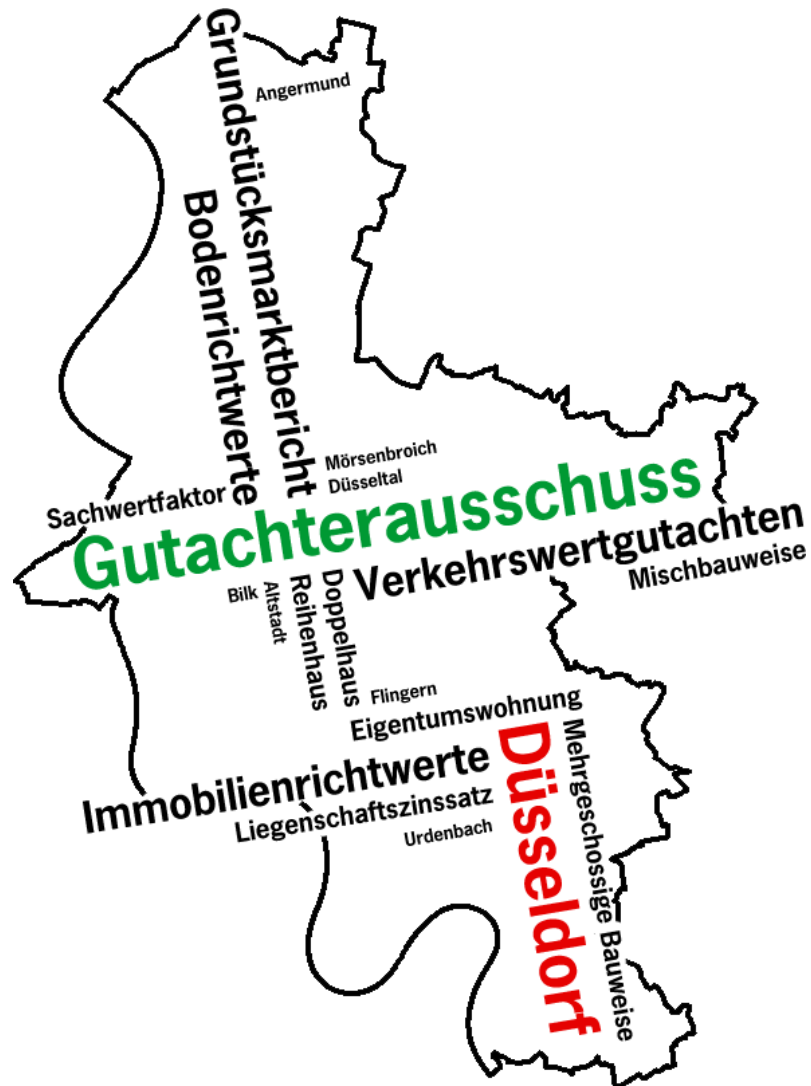 Grundstücksmarktbericht
Angermund
Bodenrichtwerte
Mörsenbroich
Düsseltal
Sachwertfaktor
Gutachterausschuss
Verkehrswertgutachten
Mischbauweise
Bilk
Altstadt
Reihenhaus
Doppelhaus
Flingern
Eigentumswohnung
Immobilienrichtwerte
Liegenschaftszinssatz
Urdenbach
Düsseldorf
Mehrgeschossige Bauweise